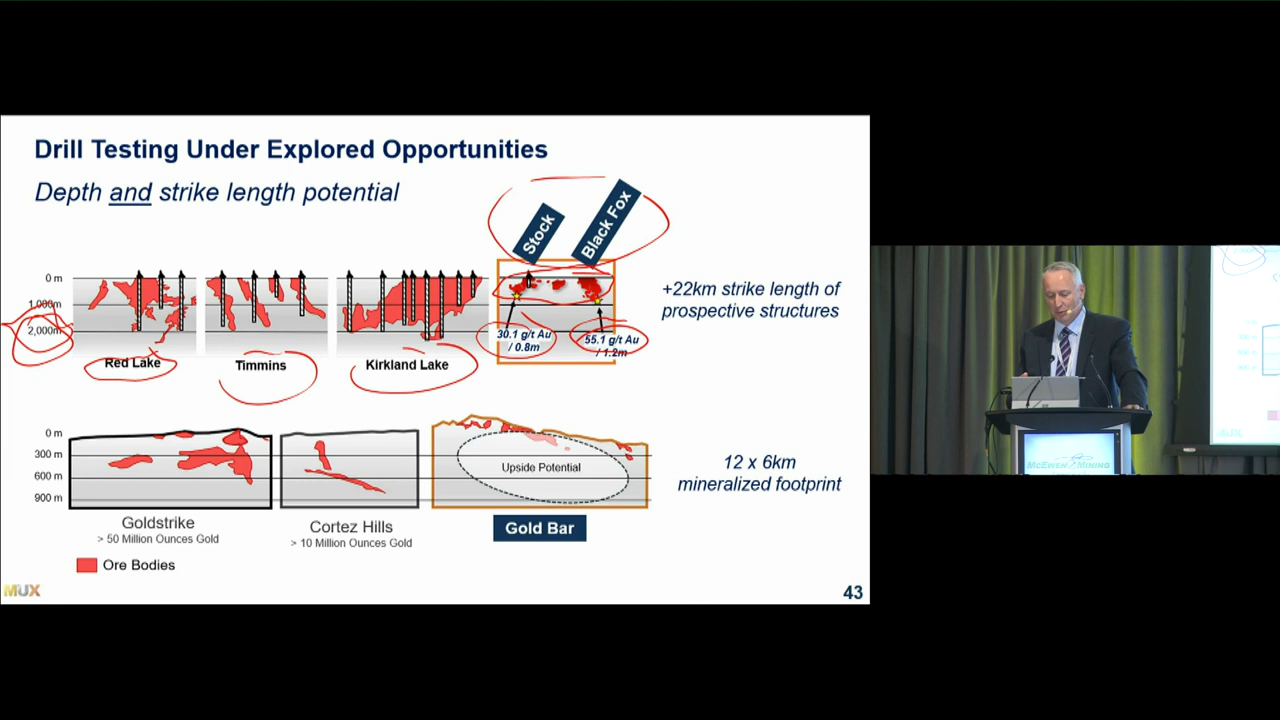 Drill Testing Under Explored Opportunities
Depth and strike length potential
Stock
Black Fox
0 m
1,000m
2,000m
30.1 g/t Au
/ 0.8m
55.1 g/t Au
/ 1.2m
Red Lake
Timmins
Kirkland Lake
+22km strike length of
prospective structures
0 m
300 m
600 m
900 m
Upside Potential
12 x 6km
mineralized footprint
Goldstrike
> 50 Million Ounces Gold
Cortez Hills
> 10 Million Ounces Gold
Gold Bar
Ore Bodies
MUX
43
McEwen Mining